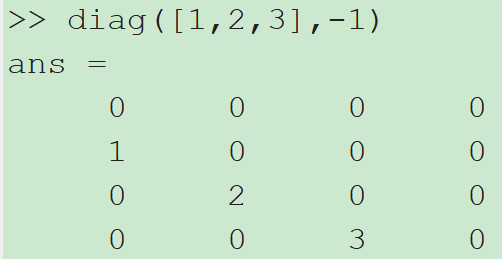 >> diag([1,2,3],-1)
ans =
0 0 0 0
1 0 0 0
0 2 0 0
0 0 3 0